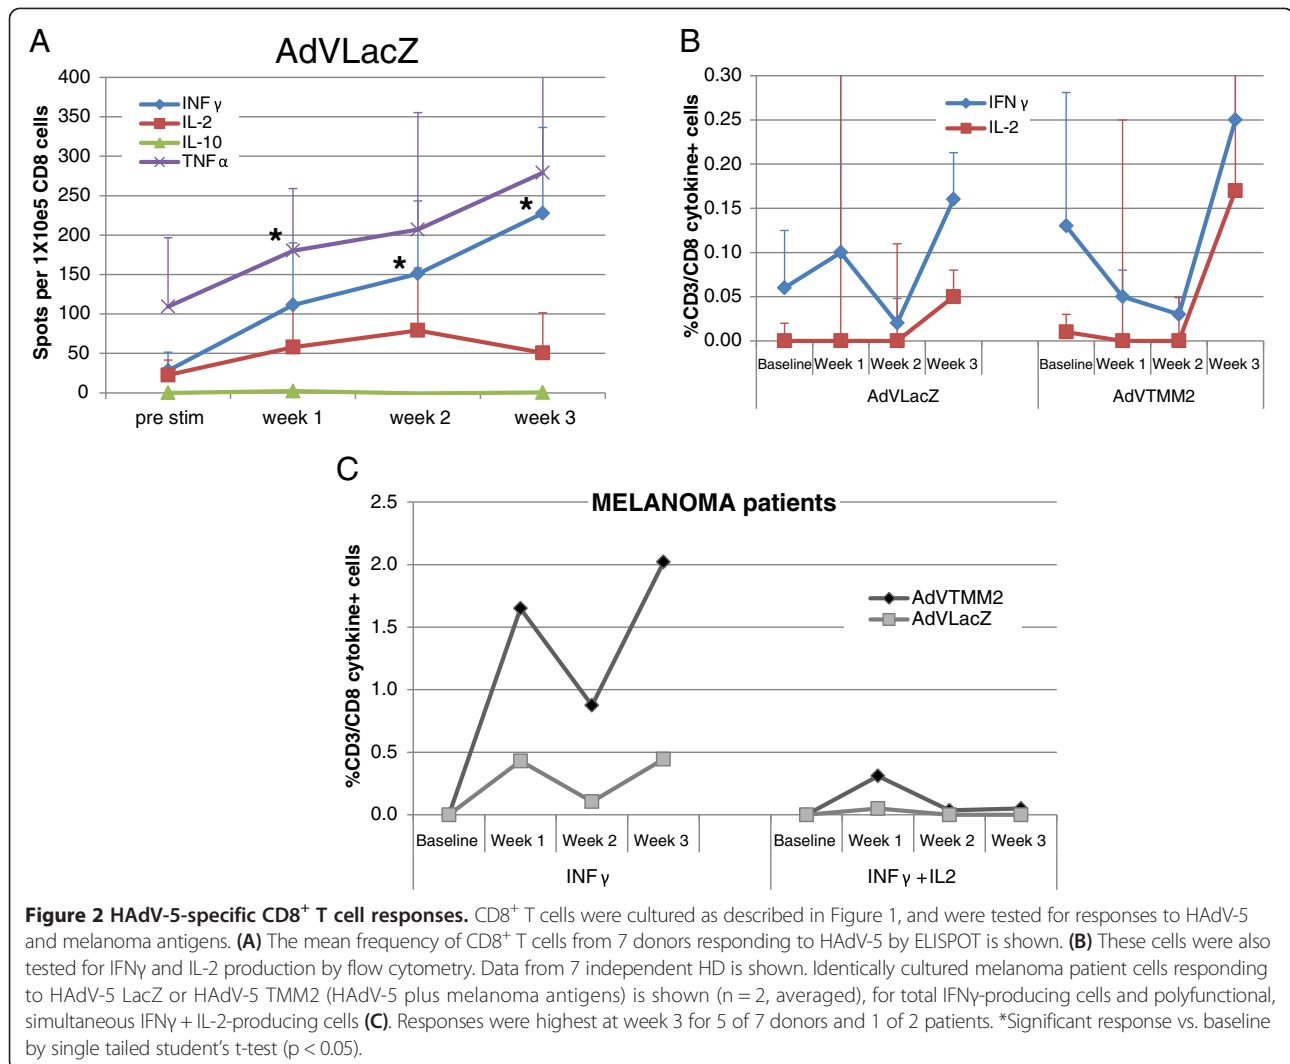 A
AdVLacZ
400
350
300
250
200
150
100
50
0
Spots per 1X10e5 CD8 cells
INF γ
IL-2
IL-10
TNF α
*
*
*
pre stim week 1 week 2 week 3
B
0.30
0.25
0.20
0.15
0.10
0.05
0.00
%CD3/CD8 cytokine+ cells
IFN γ
IL-2
Baseline Week 1 Week 2 Week 3 Baseline Week 1 Week 2 Week 3
AdVLacZ AdVTMM2
C
MELANOMA patients
2.5
2.0
1.5
1.0
0.5
0.0
%CD3/CD8 cytokine+ cells
AdVTMM2
AdVLacZ
Baseline Week 1 Week 2 Week 3 Baseline Week 1 Week 2 Week 3
INF γ INF γ +IL2
Figure 2 HAdV-5-specific CD8+ T cell responses. CD8+ T cells were cultured as described in Figure 1, and were tested for responses to HAdV-5
and melanoma antigens. (A) The mean frequency of CD8+ T cells from 7 donors responding to HAdV-5 by ELISPOT is shown. (B) These cells were also
tested for IFNγ and IL-2 production by flow cytometry. Data from 7 independent HD is shown. Identically cultured melanoma patient cells responding
to HAdV-5 LacZ or HAdV-5 TMM2 (HAdV-5 plus melanoma antigens) is shown (n = 2, averaged), for total IFNγ-producing cells and polyfunctional,
simultaneous IFNγ + IL-2-producing cells (C). Responses were highest at week 3 for 5 of 7 donors and 1 of 2 patients. *Significant response vs. baseline
by single tailed student's t-test (p < 0.05).